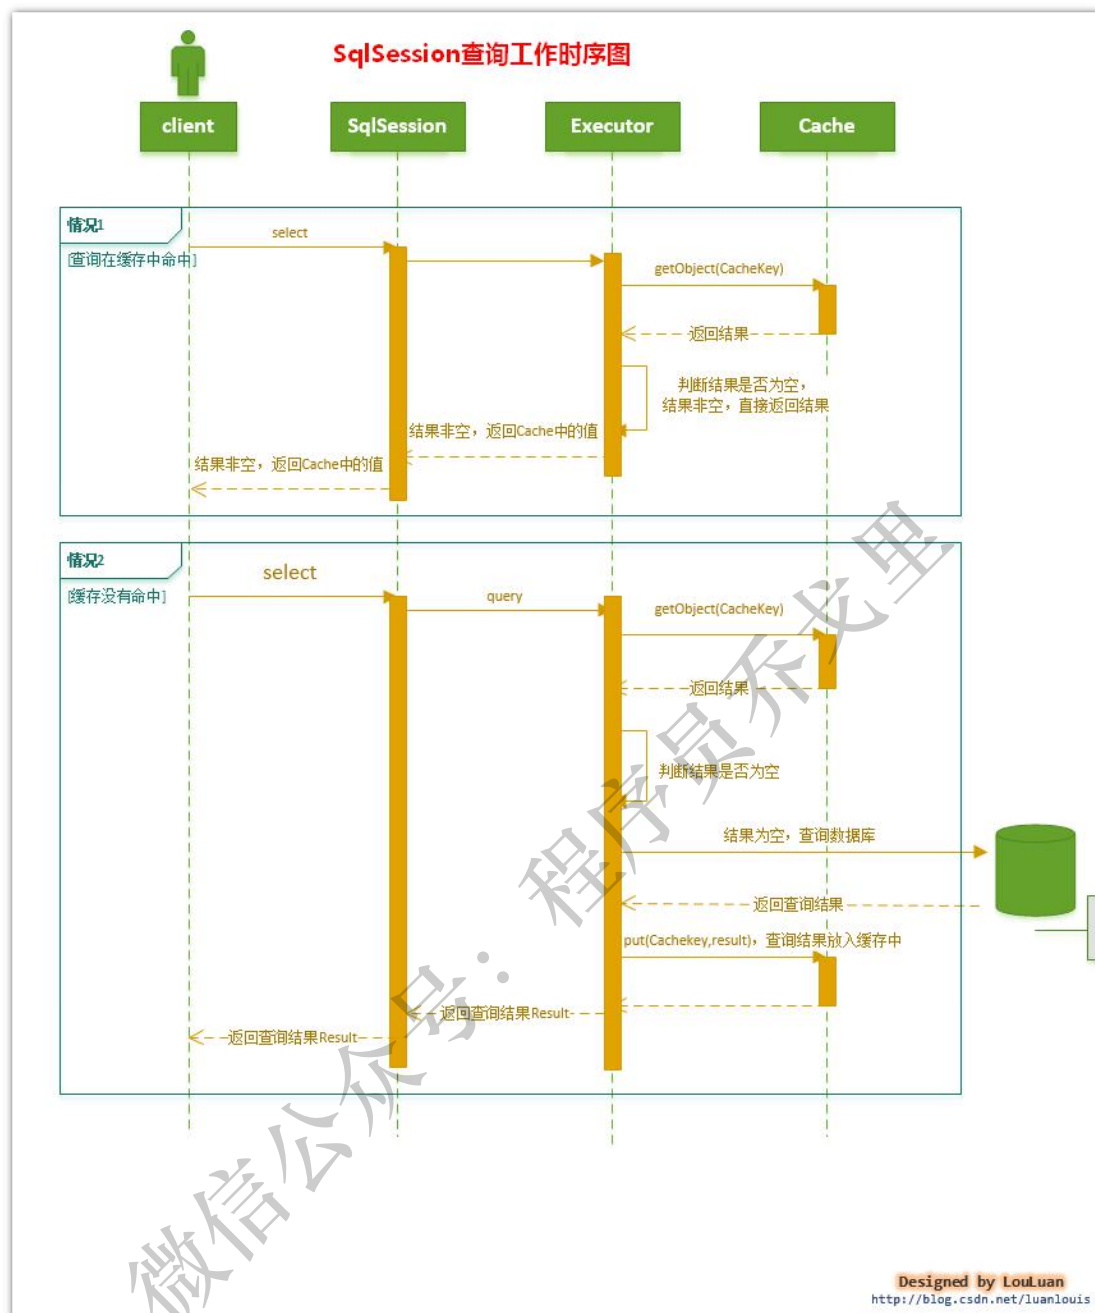 SqlSession查询工作时序图
client
SqlSession
Executor
Cache
情况1
[查询在缓存中命中]
select
getObject(CacheKey)
返回结果
判断结果是否为空，
结果非空，直接返回结果
结果非空，返回Cache中的值
结果非空，返回Cache中的值
情况2
[缓存没有命中]
select
query
getObject(CacheKey)
返回结果
判断结果是否为空
结果为空，查询数据库
返回查询结果
put(Cachekey,result)，查询结果放入缓存中
返回查询结果Result
返回查询结果Result
微信公众号：程序员乔戈里
Designed by LouLuan
http://blog.csdn.net/luanlouis